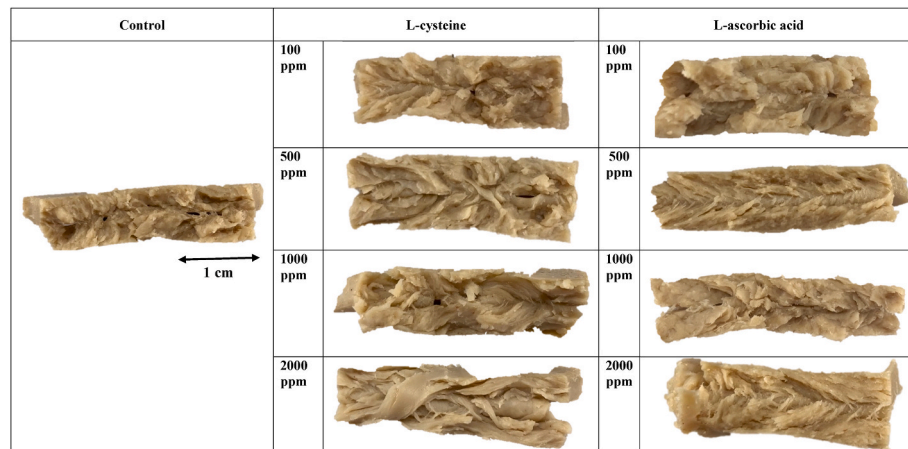 Control
L-cysteine
L-ascorbic acid
100
ppm
100
ppm
500
ppm
500
ppm
1 cm
1000
ppm
1000
ppm
2000
ppm
2000
ppm